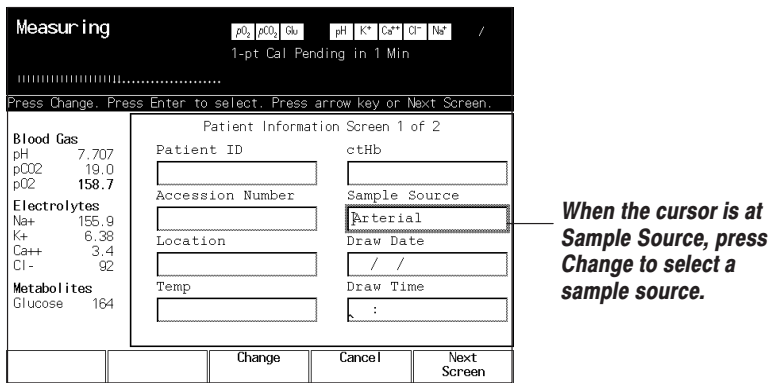 Measuring
pO2 pCO2 Glu pH K+ Ca++ Cl- Na+ /
1-pt Cal Pending in 1 Min
Press Change. Press Enter to select. Press arrow key or Next Screen.
Patient Information Screen 1 of 2
Blood Gas
pH 7.707
pCO2 19.0
pO2 158.7
Electrolytes
Na+ 155.9
K+ 6.38
Ca++ 3.4
Cl- 92
Metabolites
Glucose 164
Patient ID
ctHb
Accession Number
Sample Source
Arterial
Location
Draw Date
/ /
Temp
Draw Time
:
Change
Cancel
Next
Screen
When the cursor is at
Sample Source, press
Change to select a
sample source.